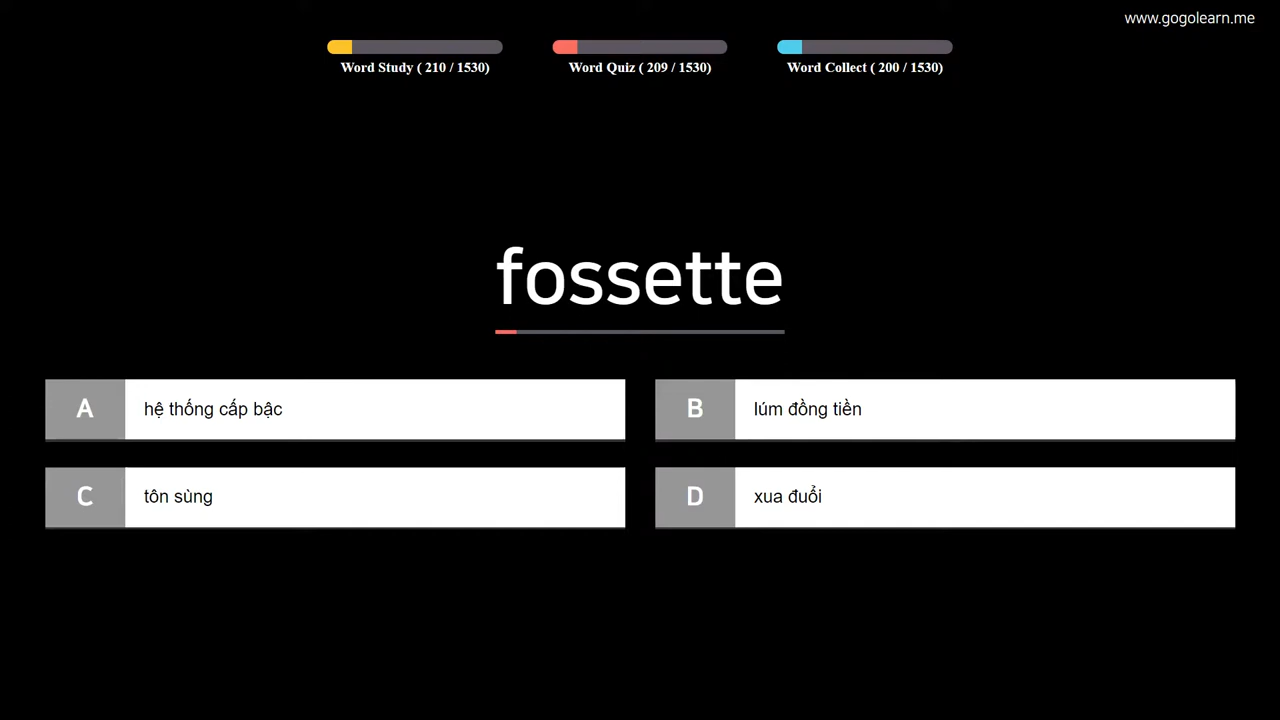 www.gogolearn.me
Word Study ( 210 / 1530)
Word Quiz ( 209 / 1530)
Word Collect ( 200 / 1530)
fossette
A hệ thống cấp bậc
B lúm đồng tiền
C tôn sùng
D xua đuổi